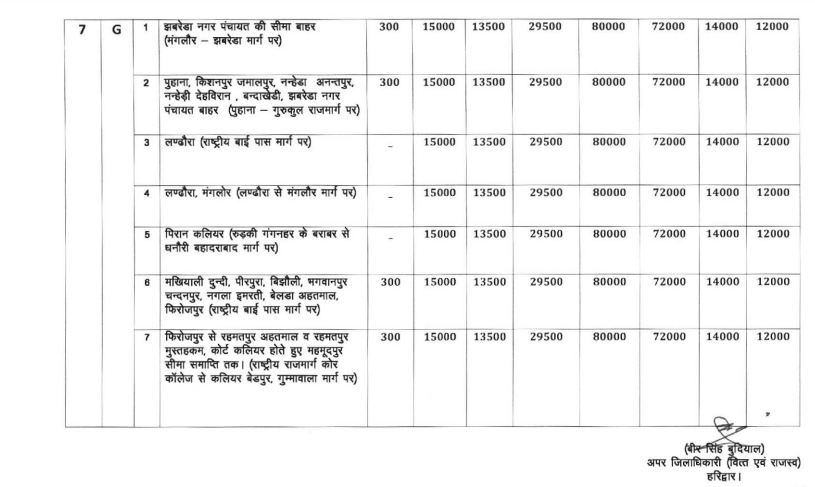 7 G 1 झबरेडा नगर पंचायत की सीमा बाहर 300 15000 13500 29500 80000 72000 14000 12000
(मंगलौर – झबरेडा मार्ग पर)
2 पुहाना, किशनपुर जमालपुर, नन्हेडा अनन्तपुर, 300 15000 13500 29500 80000 72000 14000 12000
नन्हेड़ी देहविरान , बन्दाखेडी, झबरेडा नगर
पंचायत बाहर (पुहाना – गुरुकुल राजमार्ग पर)
3 लण्ढौरा (राष्ट्रीय बाई पास मार्ग पर) – 15000 13500 29500 80000 72000 14000 12000
4 लण्ढौरा, मंगलोर (लण्ढौरा से मंगलौर मार्ग पर) – 15000 13500 29500 80000 72000 14000 12000
5 पिरान कलियर (रुड़की गंगनहर के बराबर से – 15000 13500 29500 80000 72000 14000 12000
धनौरी बहादराबाद मार्ग पर)
6 मखियाली दुन्दी, पीरपुरा, बिझौली, भगवानपुर 300 15000 13500 29500 80000 72000 14000 12000
चन्दनपुर, नगला इमरती, बेलडा अहतमाल,
फिरोजपुर (राष्ट्रीय बाई पास मार्ग पर)
7 फिरोजपुर से रहमतपुर अहतमाल व रहमतपुर 300 15000 13500 29500 80000 72000 14000 12000
मुस्तहकम, कोर्ट कलियर होते हुए महमूदपुर
सीमा समाप्ति तक। (राष्ट्रीय राजमार्ग कोर
कॉलेज से कलियर बेडपुर, गुम्मावाला मार्ग पर)
(बीर सिंह बुदियाल)
अपर जिलाधिकारी (वित्त एवं राजस्व)
हरिद्वार।